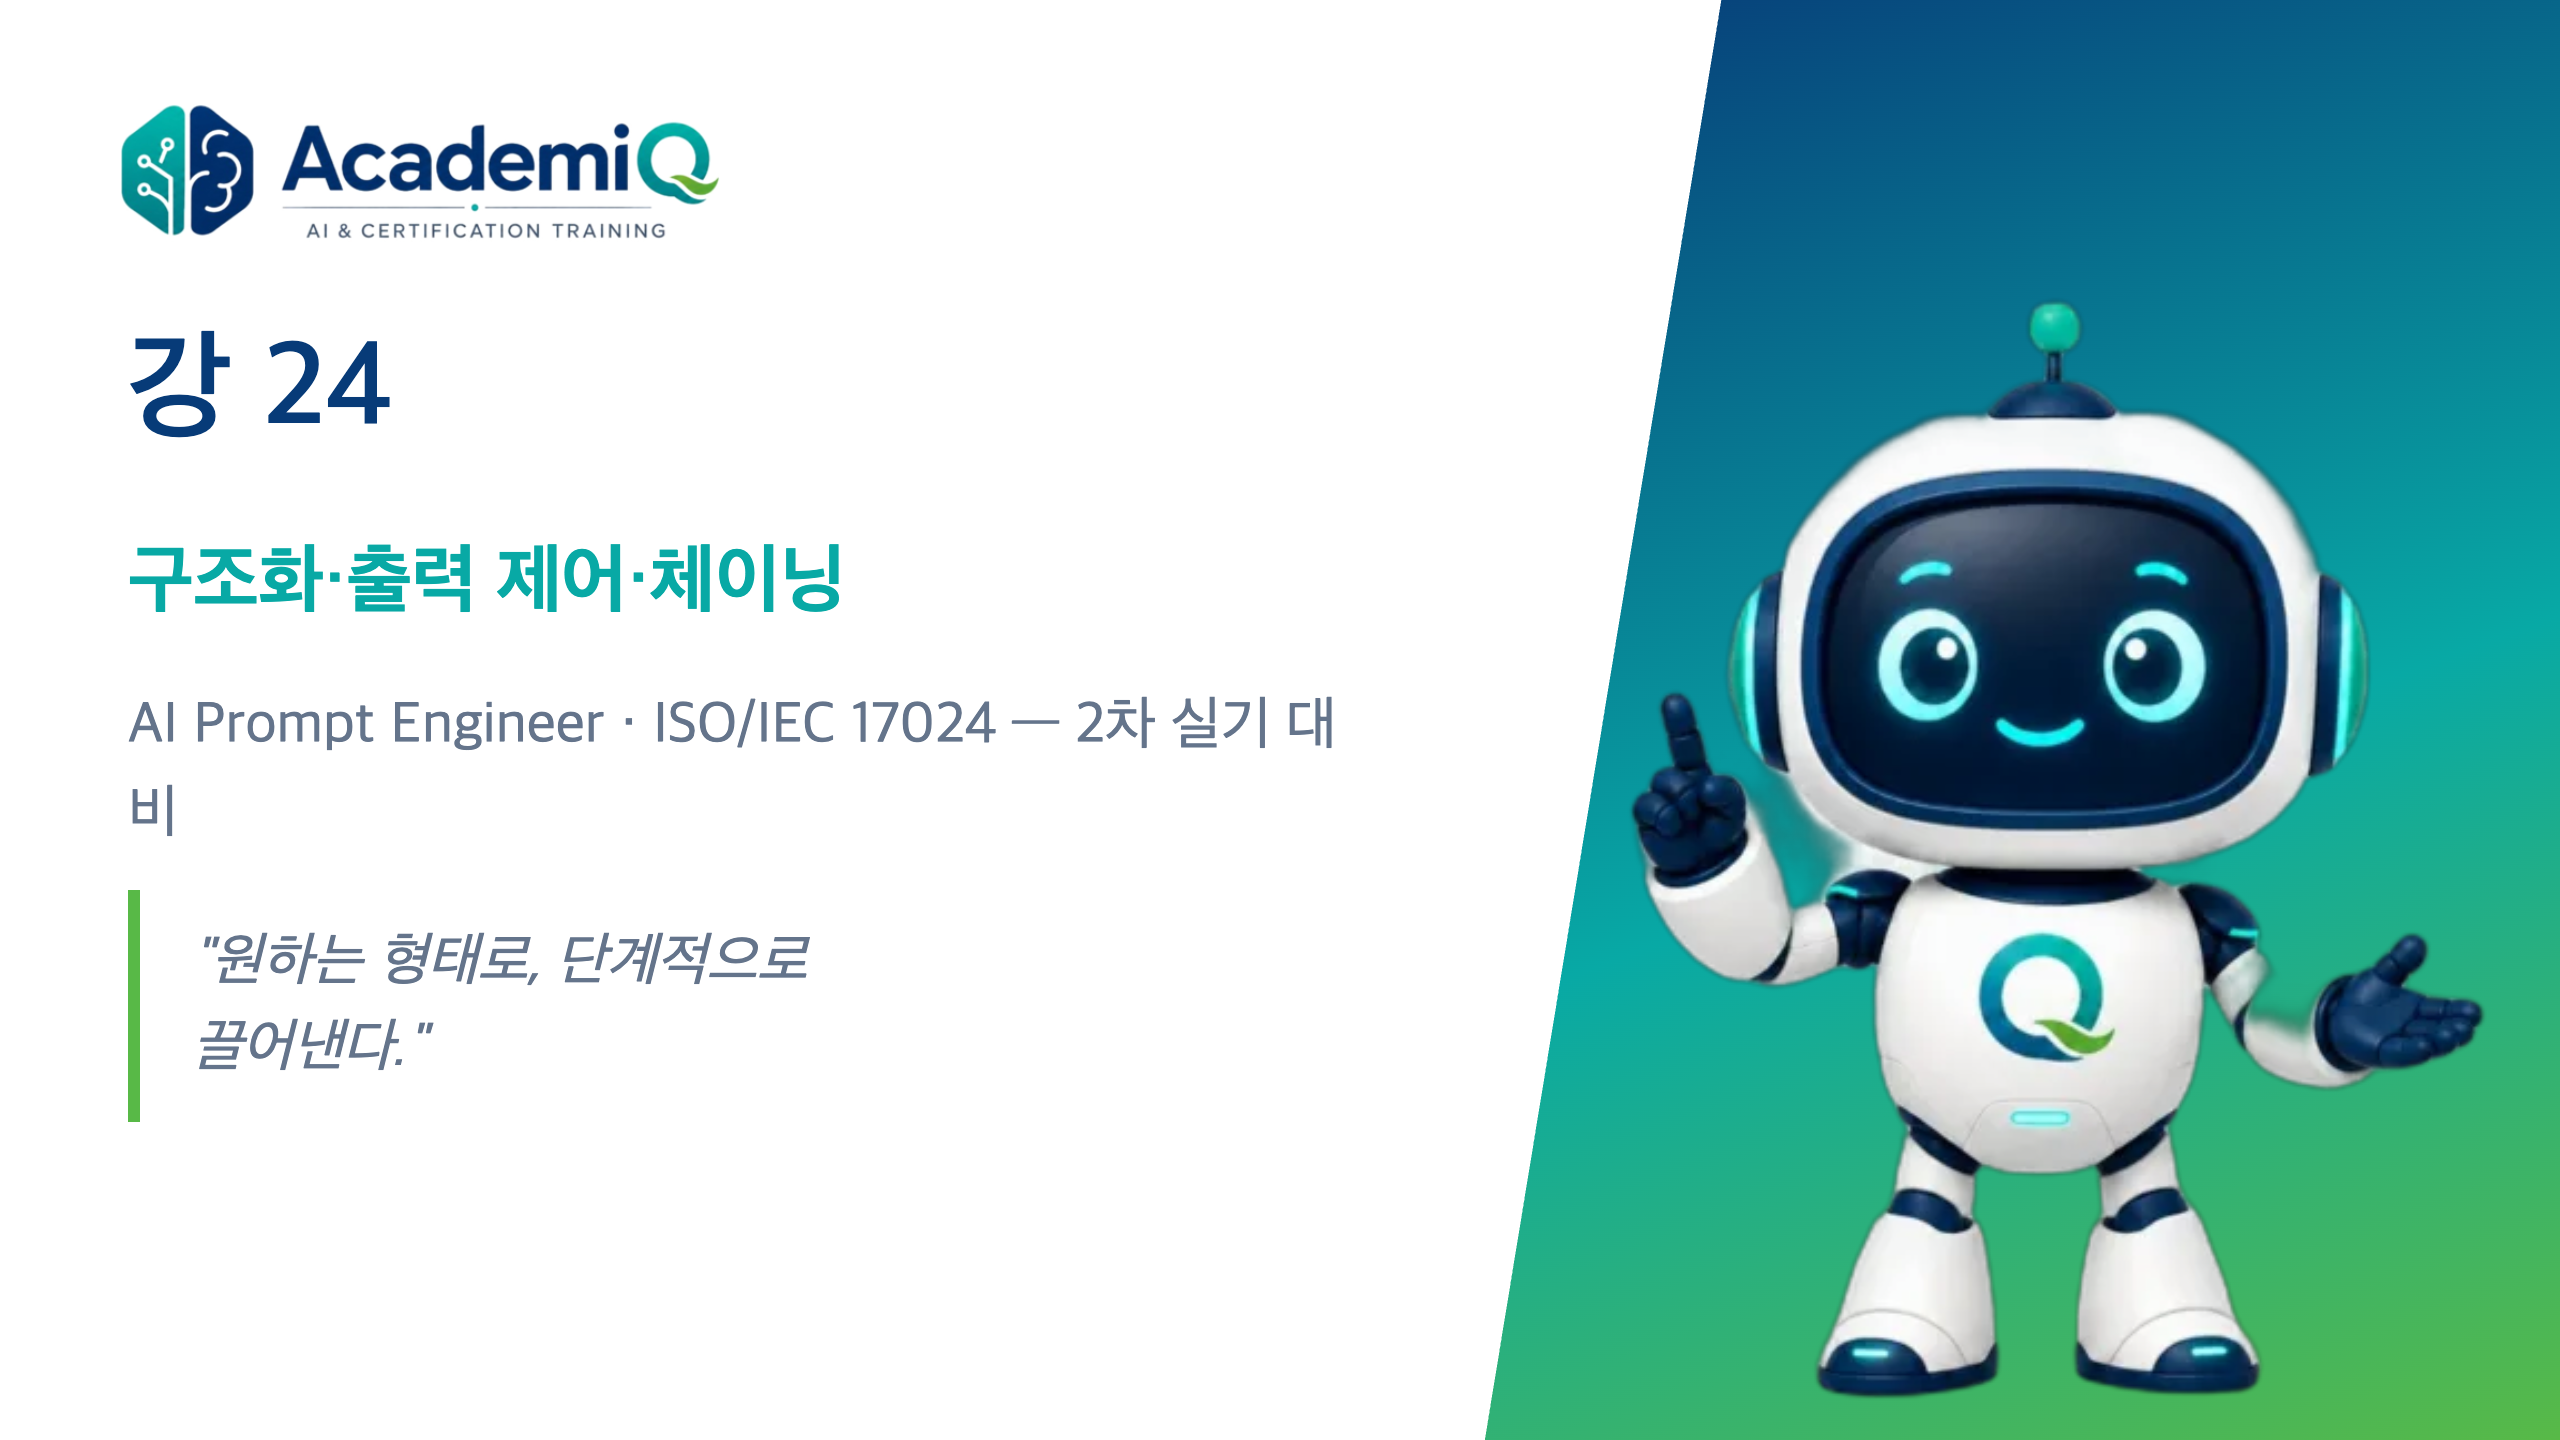 AcademiQ
AI & CERTIFICATION TRAINING
강 24
구조화·출력 제어·체이닝
AI Prompt Engineer · ISO/IEC 17024 — 2차 실기 대
비
"원하는 형태로, 단계적으로
끌어낸다."
Q